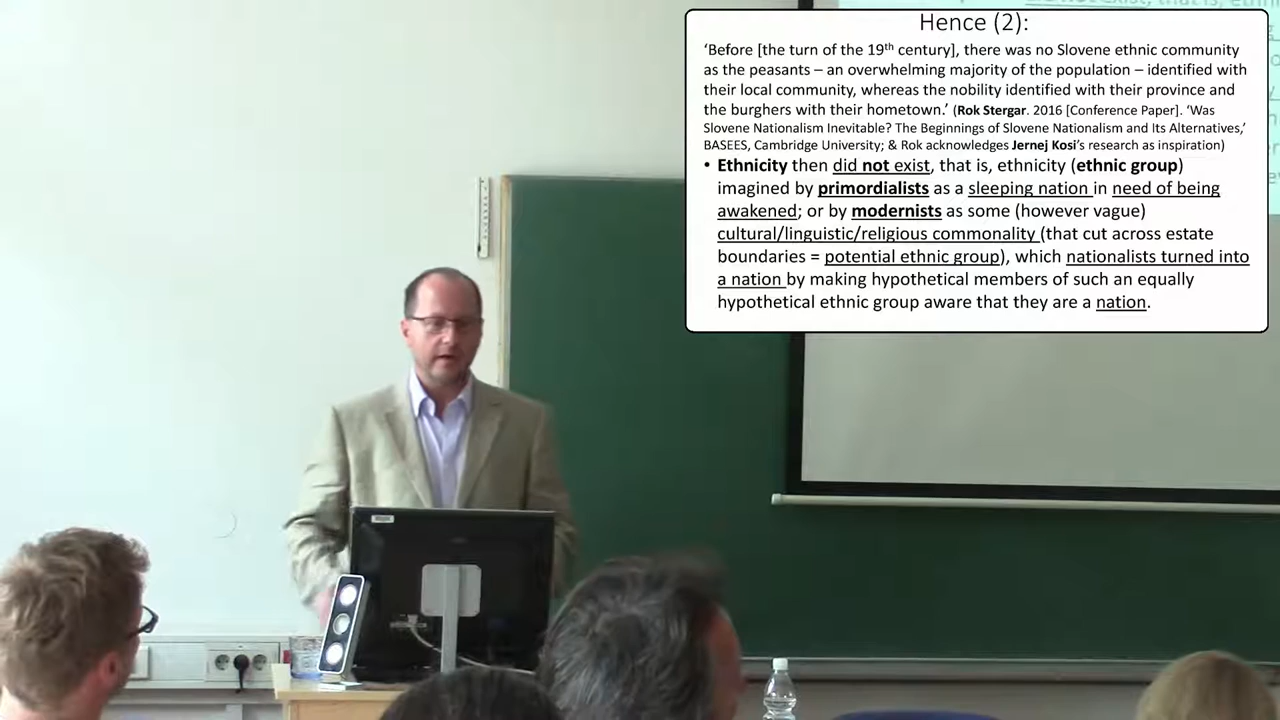 Hence (2):
‘Before [the turn of the 19th century], there was no Slovene ethnic community
as the peasants – an overwhelming majority of the population – identified with
their local community, whereas the nobility identified with their province and
the burghers with their hometown.’ (Rok Stergar. 2016 [Conference Paper]. ‘Was
Slovene Nationalism Inevitable? The Beginnings of Slovene Nationalism and Its Alternatives,’
BASEES, Cambridge University; & Rok acknowledges Jernej Kosi’s research as inspiration)
• Ethnicity then did not exist, that is, ethnicity (ethnic group)
imagined by primordialists as a sleeping nation in need of being
awakened; or by modernists as some (however vague)
cultural/linguistic/religious commonality (that cut across estate
boundaries = potential ethnic group), which nationalists turned into
a nation by making hypothetical members of such an equally
hypothetical ethnic group aware that they are a nation.